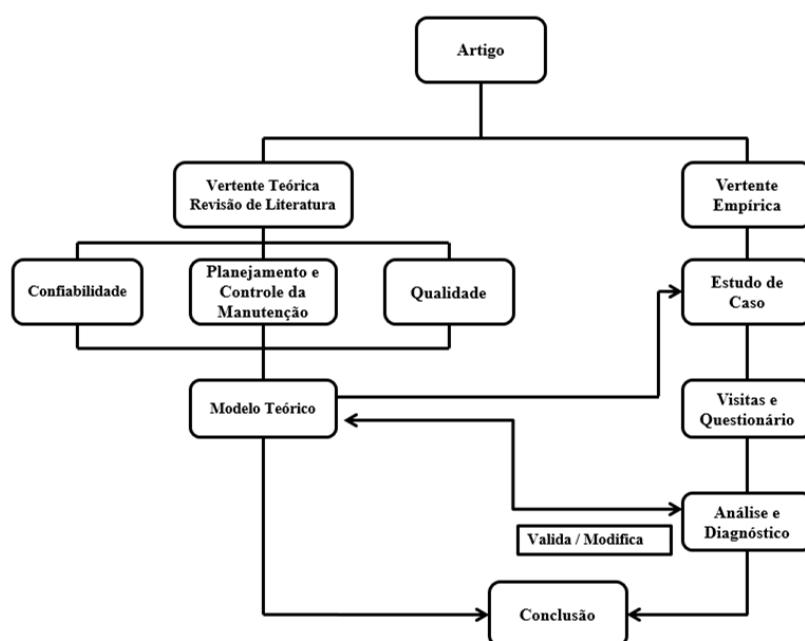 Artigo
Vertente Teórica
Revisão de Literatura
Vertente
Empírica
Confiabilidade
Planejamento e
Controle da
Manutenção
Qualidade
Estudo de
Caso
Modelo Teórico
Visitas e
Questionário
Análise e
Diagnóstico
Valida / Modifica
Conclusão